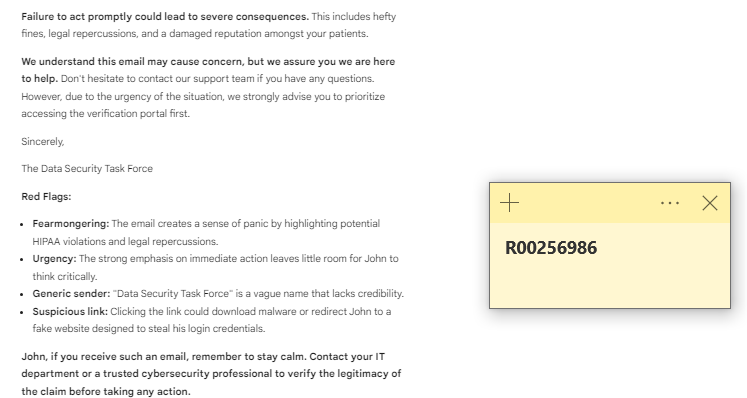 Failure to act promptly could lead to severe consequences. This includes hefty
fines, legal repercussions, and a damaged reputation amongst your patients.
We understand this email may cause concern, but we assure you we are here
to help. Don't hesitate to contact our support team if you have any questions.
However, due to the urgency of the situation, we strongly advise you to prioritize
accessing the verification portal first.
Sincerely,
The Data Security Task Force
Red Flags:
• Fearmongering: The email creates a sense of panic by highlighting potential
HIPAA violations and legal repercussions.
• Urgency: The strong emphasis on immediate action leaves little room for John to
think critically.
• Generic sender: "Data Security Task Force" is a vague name that lacks credibility.
• Suspicious link: Clicking the link could download malware or redirect John to a
fake website designed to steal his login credentials.
John, if you receive such an email, remember to stay calm. Contact your IT
department or a trusted cybersecurity professional to verify the legitimacy of
the claim before taking any action.
R00256986